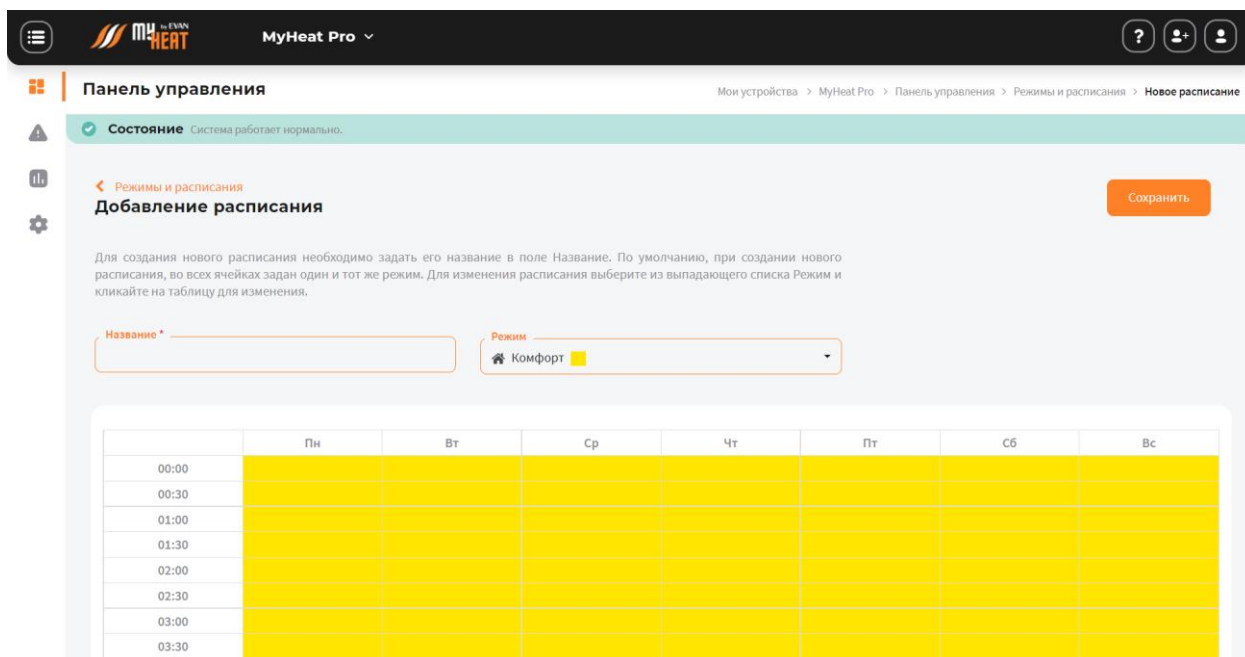 my by EVAN
HEAT
MyHeat Pro
?
Панель управления
Мои устройства > MyHeat Pro > Панель управления > Режимы и расписания > Новое расписание
Состояние Система работает нормально.
Режимы и расписания
Добавление расписания
Сохранить
Для создания нового расписания необходимо задать его название в поле Название. По умолчанию, при создании нового
расписания, во всех ячейках задан один и тот же режим. Для изменения расписания выберите из выпадающего списка Режим и
кликайте на таблицу для изменения.
Название *
Режим
Комфорт
Пн Вт Ср Чт Пт Сб Вс
00:00
00:30
01:00
01:30
02:00
02:30
03:00
03:30